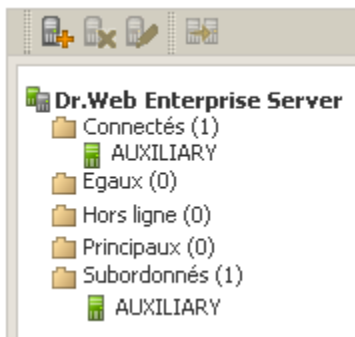 Dr.Web Enterprise Server
Connectés (1)
AUXILIARY
Egaux (0)
Hors ligne (0)
Principaux (0)
Subordonnés (1)
AUXILIARY